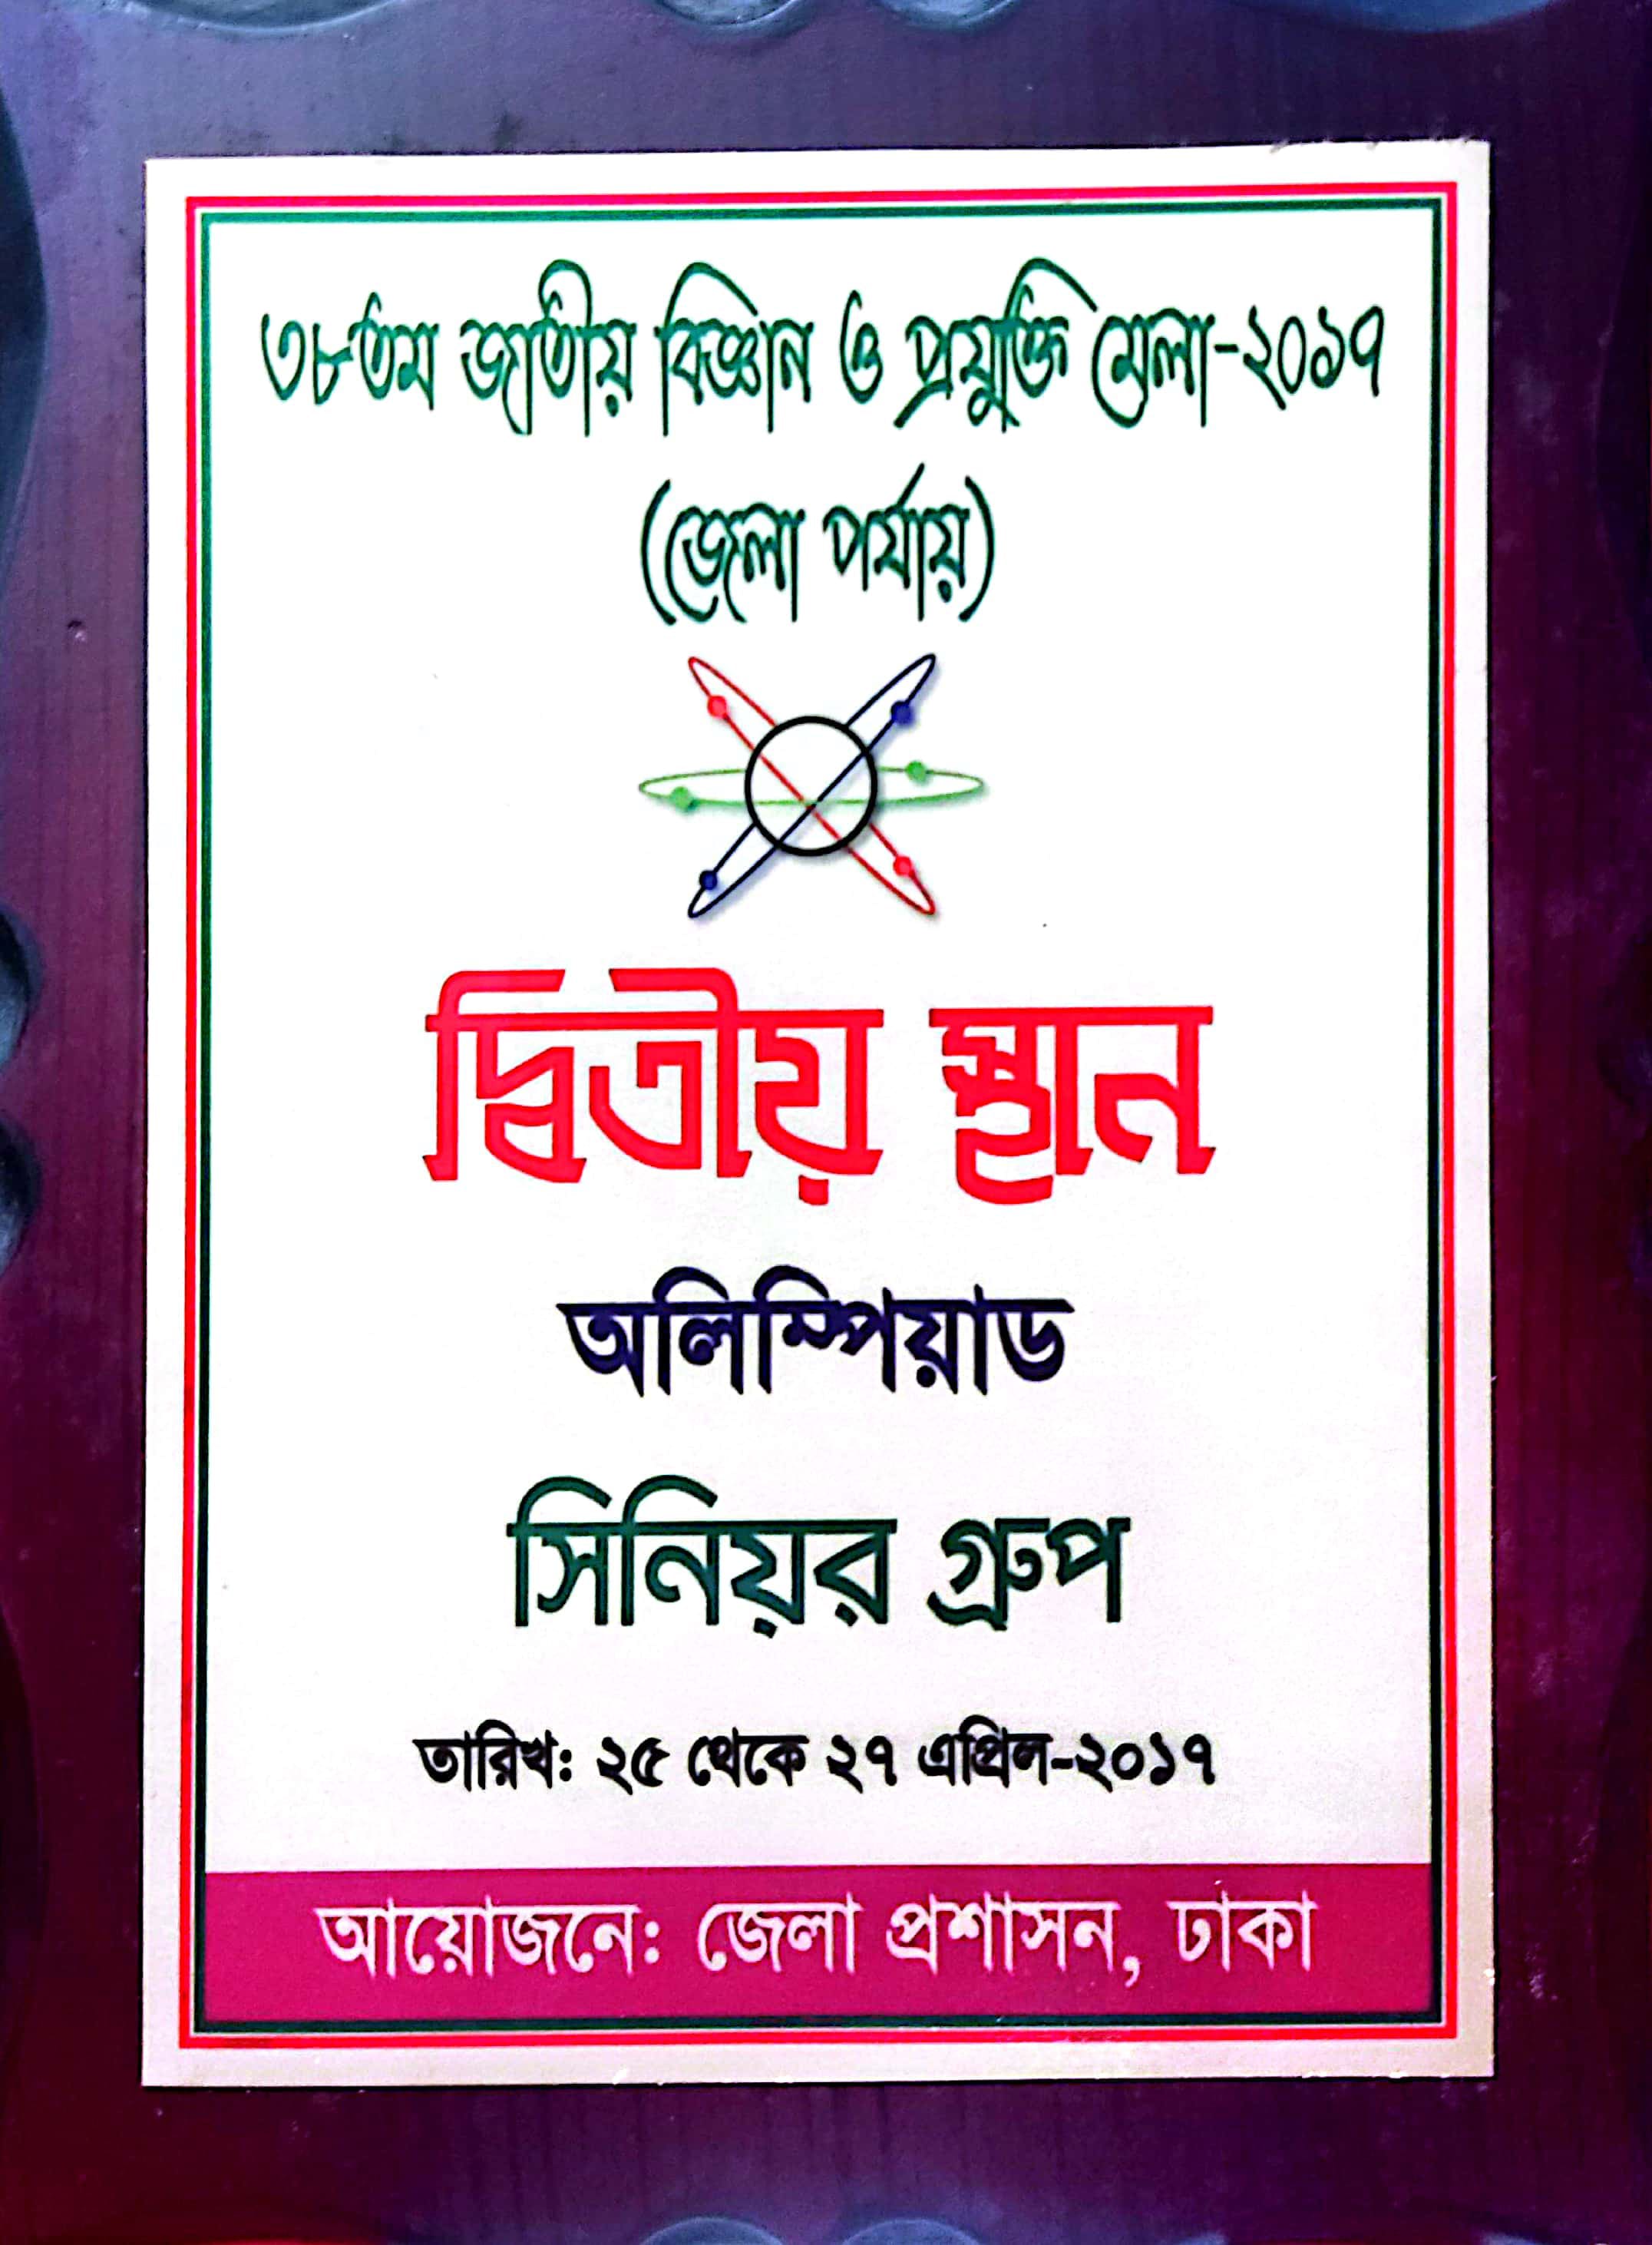 ৩৮তম জাতীয় বিজ্ঞান ও প্রযুক্তি মেলা-২০১৭
(জেলা পর্যায়)
দ্বিতীয় স্থান
অলিম্পিয়াড
সিনিয়র গ্রুপ
তারিখ: ২৫ থেকে ২৭ এপ্রিল-২০১৭
আয়োজনে: জেলা প্রশাসন, ঢাকা